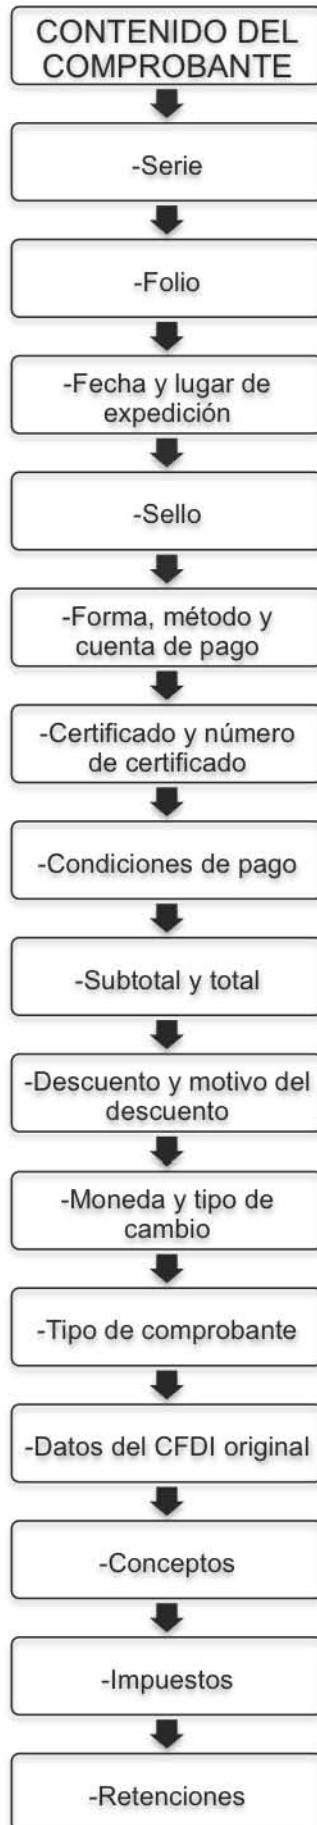 CONTENIDO DEL
COMPROBANTE
-Serie
-Folio
-Fecha y lugar de
expedición
-Sello
-Forma, método y
cuenta de pago
-Certificado y número
de certificado
-Condiciones de pago
-Subtotal y total
-Descuento y motivo del
descuento
-Moneda y tipo de
cambio
-Tipo de comprobante
-Datos del CFDI original
-Conceptos
-Impuestos
-Retenciones